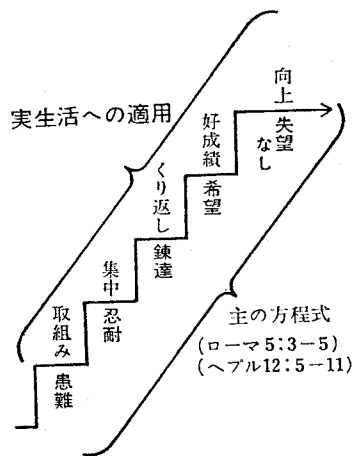 実生活への適用
向上
失望
なし
好成績
希望
くり返し
錬達
集中
忍耐
取組み
患難
主の方程式
(ローマ5:3-5)
(ヘブル12:5-11)